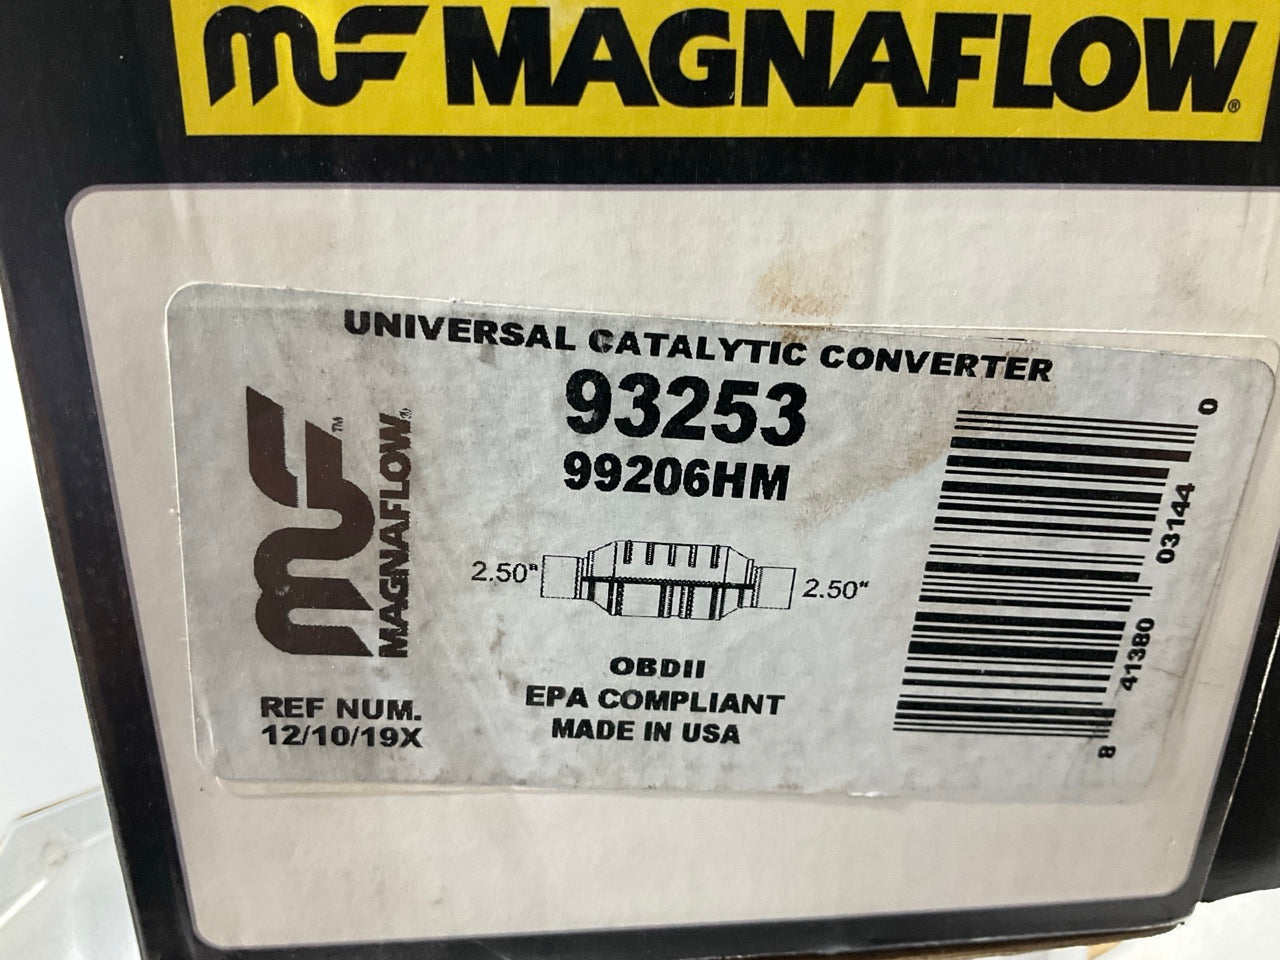 MF MAGNAFLOW®
UNIVERSAL CATALYTIC CONVERTER
93253
99206HM
MF™
MAGNAFLOW®
2.50"
2.50"
OBDII
EPA COMPLIANT
MADE IN USA
REF NUM.
12/10/19X
8 41380 03144 0